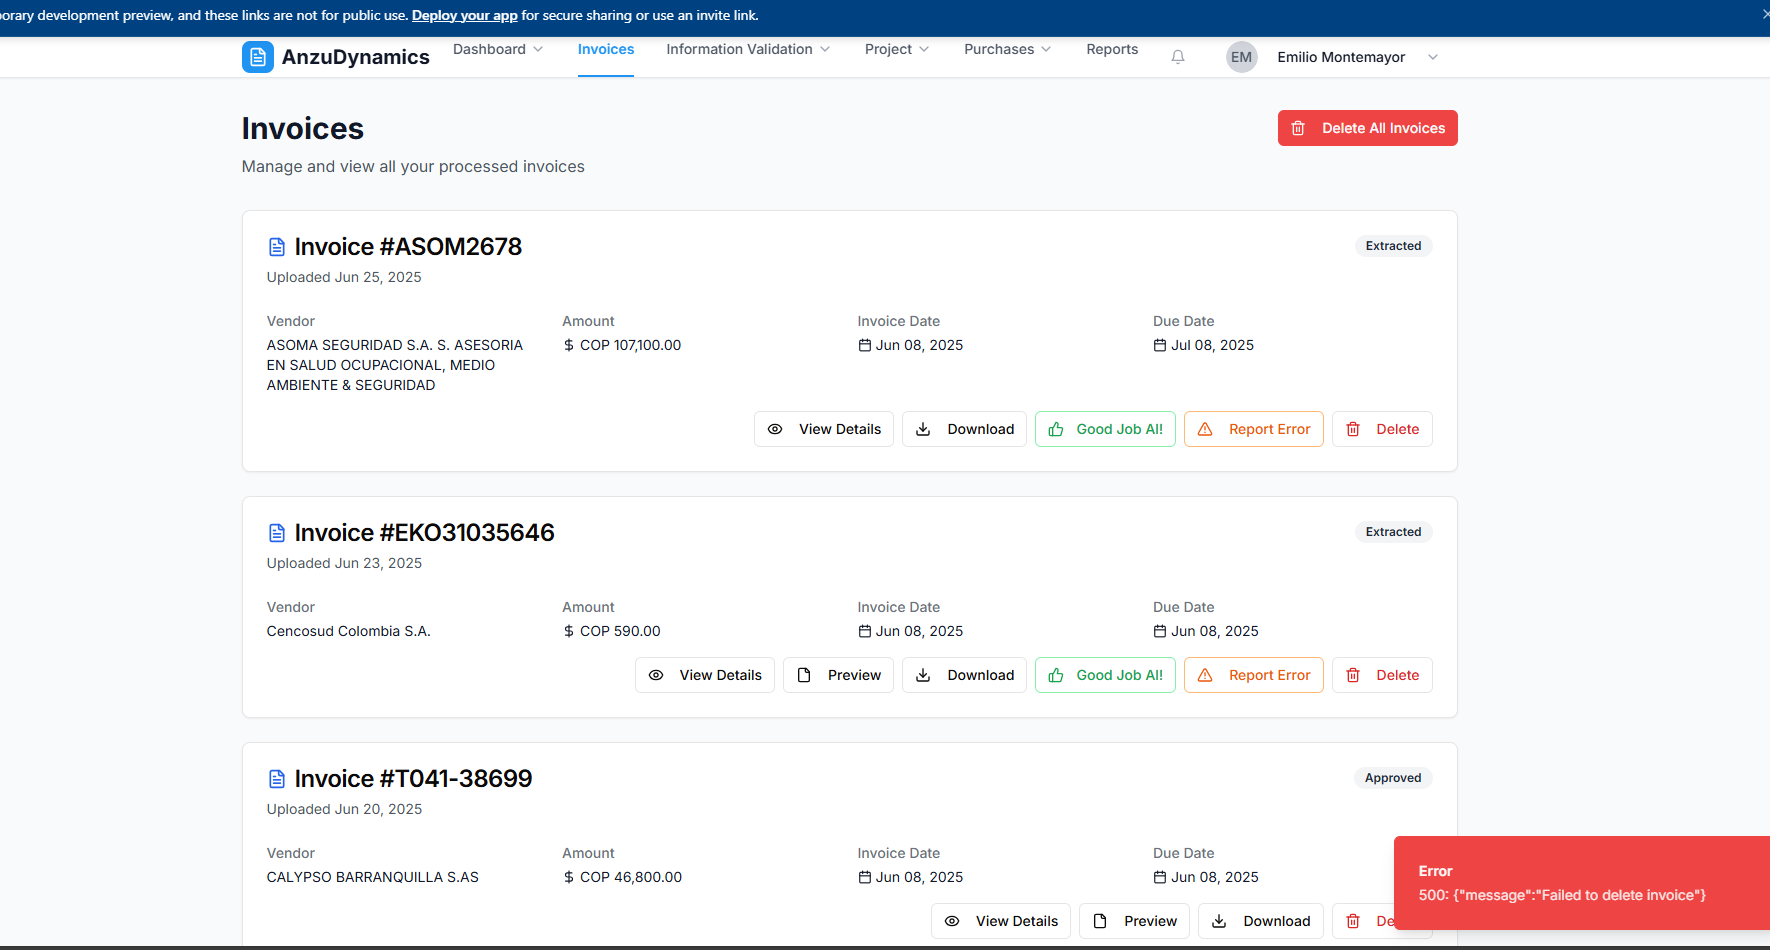 orary development preview, and these links are not for public use. Deploy your app for secure sharing or use an invite link.
AnzuDynamics
Dashboard
Invoices
Information Validation
Project
Purchases
Reports
EM
Emilio Montemayor
Invoices
Delete All Invoices
Manage and view all your processed invoices
Invoice #ASOM2678
Extracted
Uploaded Jun 25, 2025
Vendor
Amount
Invoice Date
Due Date
ASOMA SEGURIDAD S.A. S. ASESORIA
EN SALUD OCUPACIONAL, MEDIO
AMBIENTE & SEGURIDAD
$ COP 107,100.00
Jun 08, 2025
Jul 08, 2025
View Details
Download
Good Job AI!
Report Error
Delete
Invoice #EKO31035646
Extracted
Uploaded Jun 23, 2025
Vendor
Amount
Invoice Date
Due Date
Cencosud Colombia S.A.
$ COP 590.00
Jun 08, 2025
Jun 08, 2025
View Details
Preview
Download
Good Job AI!
Report Error
Delete
Invoice #T041-38699
Approved
Uploaded Jun 20, 2025
Vendor
Amount
Invoice Date
Due Date
CALYPSO BARRANQUILLA S.AS
$ COP 46,800.00
Jun 08, 2025
Jun 08, 2025
View Details
Preview
Download
De
Error
500: {"message":"Failed to delete invoice"}